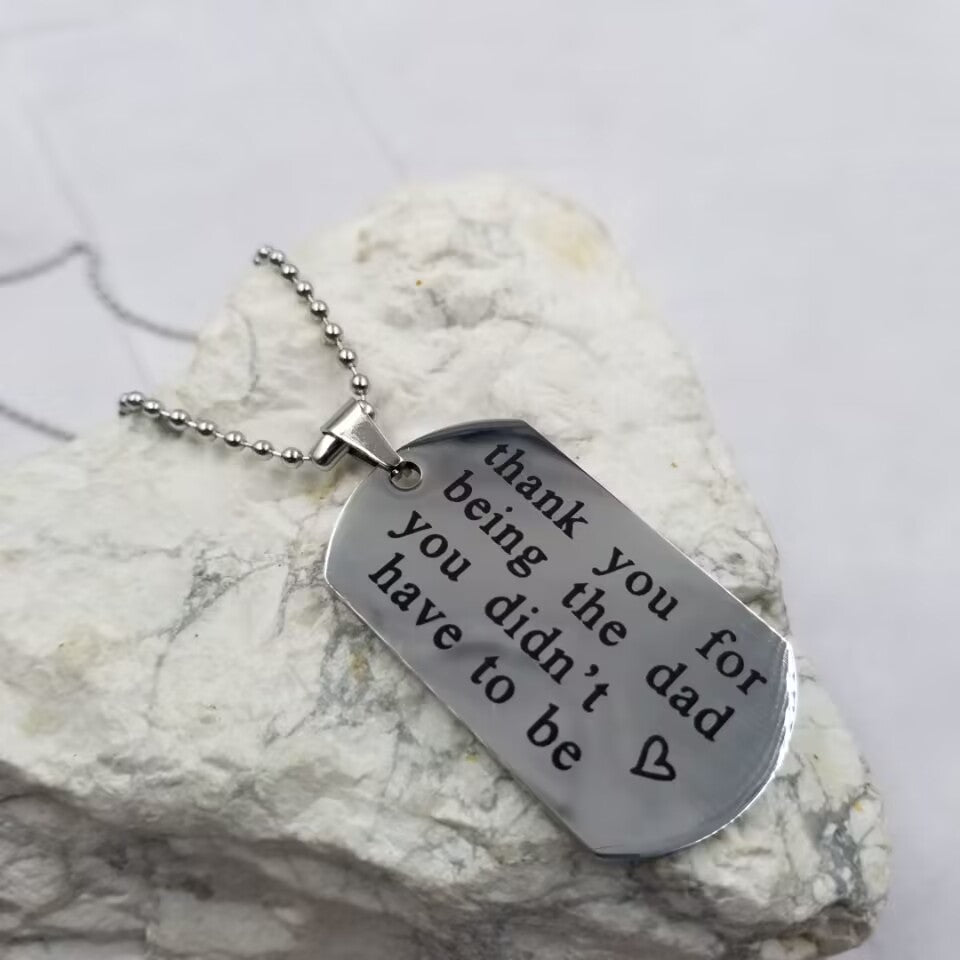 thank you for
being the dad
you didn't
have to be ♡